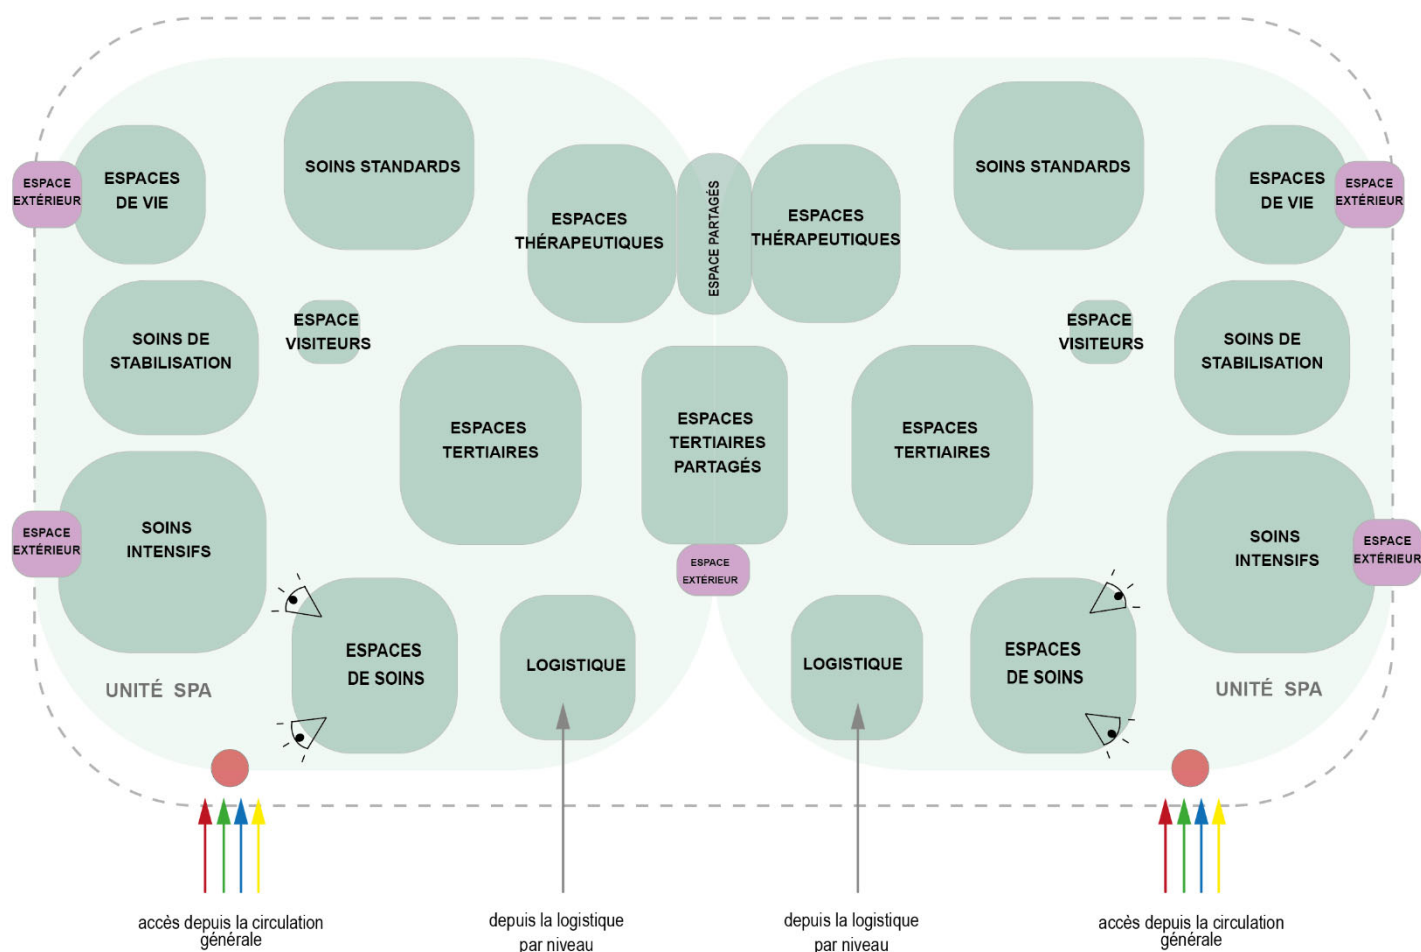 SOINS STANDARDS
SOINS STANDARDS
ESPACE
EXTÉRIEUR
ESPACES
DE VIE
ESPACES
THÉRAPEUTIQUES
ESPACE PARTAGÉS
ESPACES
THÉRAPEUTIQUES
ESPACES
DE VIE
ESPACE
EXTÉRIEUR
SOINS DE
STABILISATION
ESPACE
VISITEURS
ESPACE
VISITEURS
SOINS DE
STABILISATION
ESPACES
TERTIAIRES
ESPACES
TERTIAIRES
PARTAGÉS
ESPACES
TERTIAIRES
ESPACE
EXTÉRIEUR
SOINS
INTENSIFS
ESPACE
EXTÉRIEUR
SOINS
INTENSIFS
ESPACE
EXTÉRIEUR
ESPACES
DE SOINS
LOGISTIQUE
LOGISTIQUE
ESPACES
DE SOINS
UNITÉ SPA
UNITÉ SPA
accès depuis la circulation
générale
depuis la logistique
par niveau
depuis la logistique
par niveau
accès depuis la circulation
générale